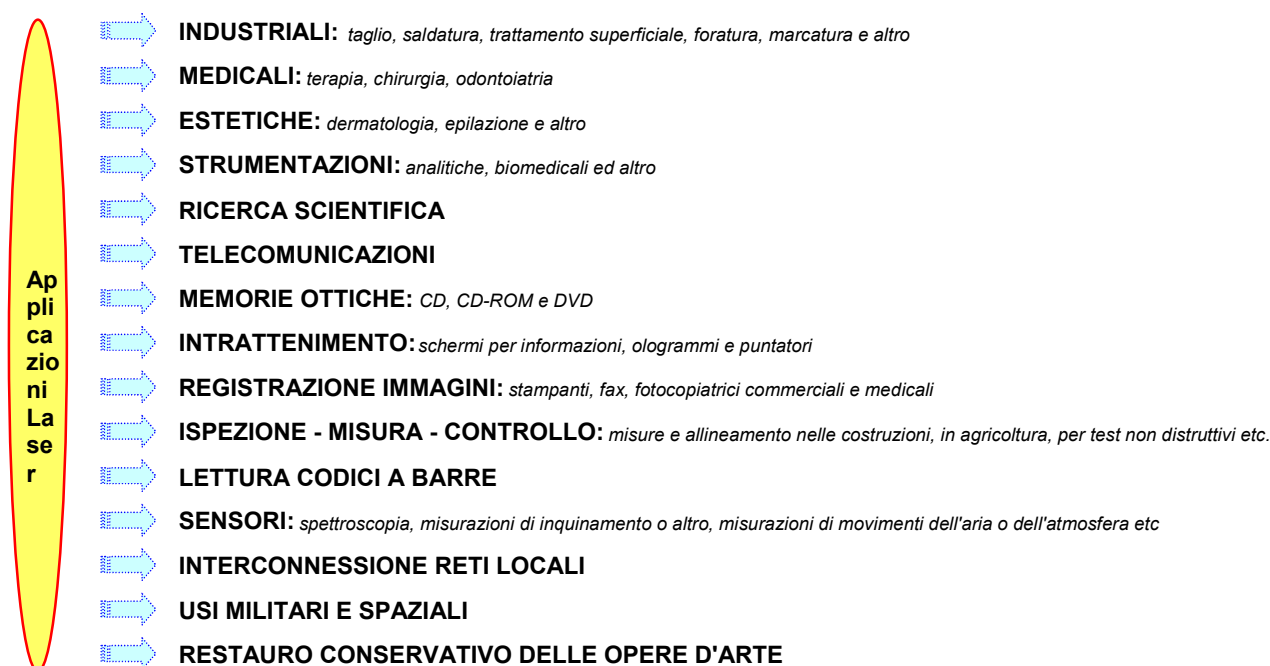 INDUSTRIALI: taglio, saldatura, trattamento superficiale, foratura, marcatura e altro
MEDICALI: terapia, chirurgia, odontoiatria
ESTETICHE: dermatologia, epilazione e altro
STRUMENTAZIONI: analitiche, biomedicali ed altro
RICERCA SCIENTIFICA
TELECOMUNICAZIONI
MEMORIE OTTICHE: CD, CD-ROM e DVD
INTRATTENIMENTO: schermi per informazioni, ologrammi e puntatori
REGISTRAZIONE IMMAGINI: stampanti, fax, fotocopiatrici commerciali e medicali
ISPEZIONE - MISURA - CONTROLLO: misure e allineamento nelle costruzioni, in agricoltura, per test non distruttivi etc.
LETTURA CODICI A BARRE
SENSORI: spettroscopia, misurazioni di inquinamento o altro, misurazioni di movimenti dell'aria o dell'atmosfera etc
INTERCONNESSIONE RETI LOCALI
USI MILITARI E SPAZIALI
RESTAURO CONSERVATIVO DELLE OPERE D'ARTE
Ap
pli
ca
zio
ni
La
se
r